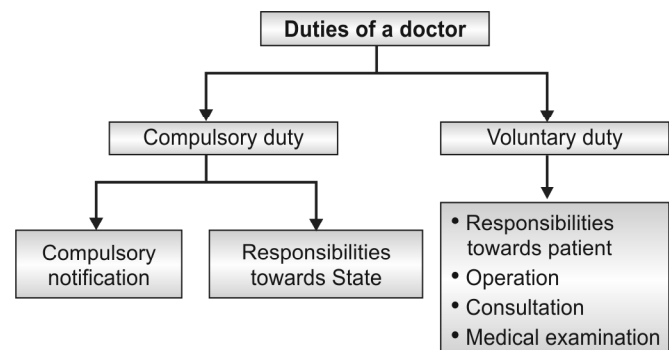 Duties of a doctor
Compulsory duty
Voluntary duty
Compulsory
notification
Responsibilities
towards State
• Responsibilities
towards patient
• Operation
• Consultation
• Medical examination